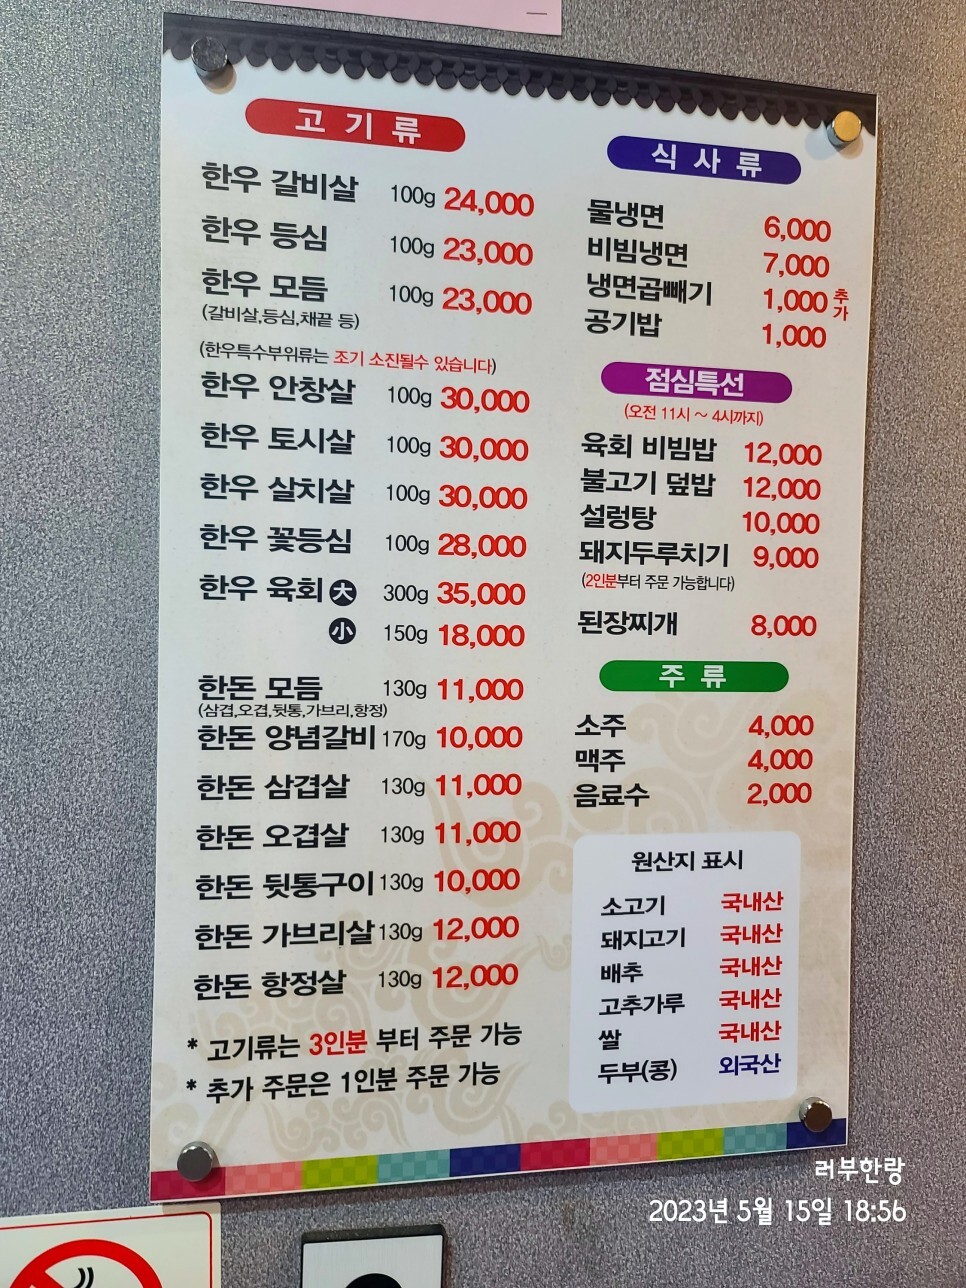 고기류
한우 갈비살 100g 24,000
한우 등심 100g 23,000
한우 모듬 100g 23,000
(갈비살,등심,채끝 등)
(한우특수부위류는 조기 소진될수 있습니다)
한우 안창살 100g 30,000
한우 토시살 100g 30,000
한우 살치살 100g 30,000
한우 꽃등심 100g 28,000
한우 육회 大 300g 35,000
小 150g 18,000
한돈 모듬 130g 11,000
(삼겹,오겹,뒷통,가브리,항정)
한돈 양념갈비 170g 10,000
한돈 삼겹살 130g 11,000
한돈 오겹살 130g 11,000
한돈 뒷통구이 130g 10,000
한돈 가브리살 130g 12,000
한돈 항정살 130g 12,000
* 고기류는 3인분 부터 주문 가능
* 추가 주문은 1인분 주문 가능
식사류
물냉면 6,000
비빔냉면 7,000
냉면곱빼기 1,000 추가
공기밥 1,000
점심특선
(오전 11시 ~ 4시까지)
육회 비빔밥 12,000
불고기 덮밥 12,000
설렁탕 10,000
돼지두루치기 9,000
(2인분부터 주문 가능합니다)
된장찌개 8,000
주류
소주 4,000
맥주 4,000
음료수 2,000
원산지 표시
소고기 국내산
돼지고기 국내산
배추 국내산
고추가루 국내산
쌀 국내산
두부(콩) 외국산
러부한랑
2023년 5월 15일 18:56